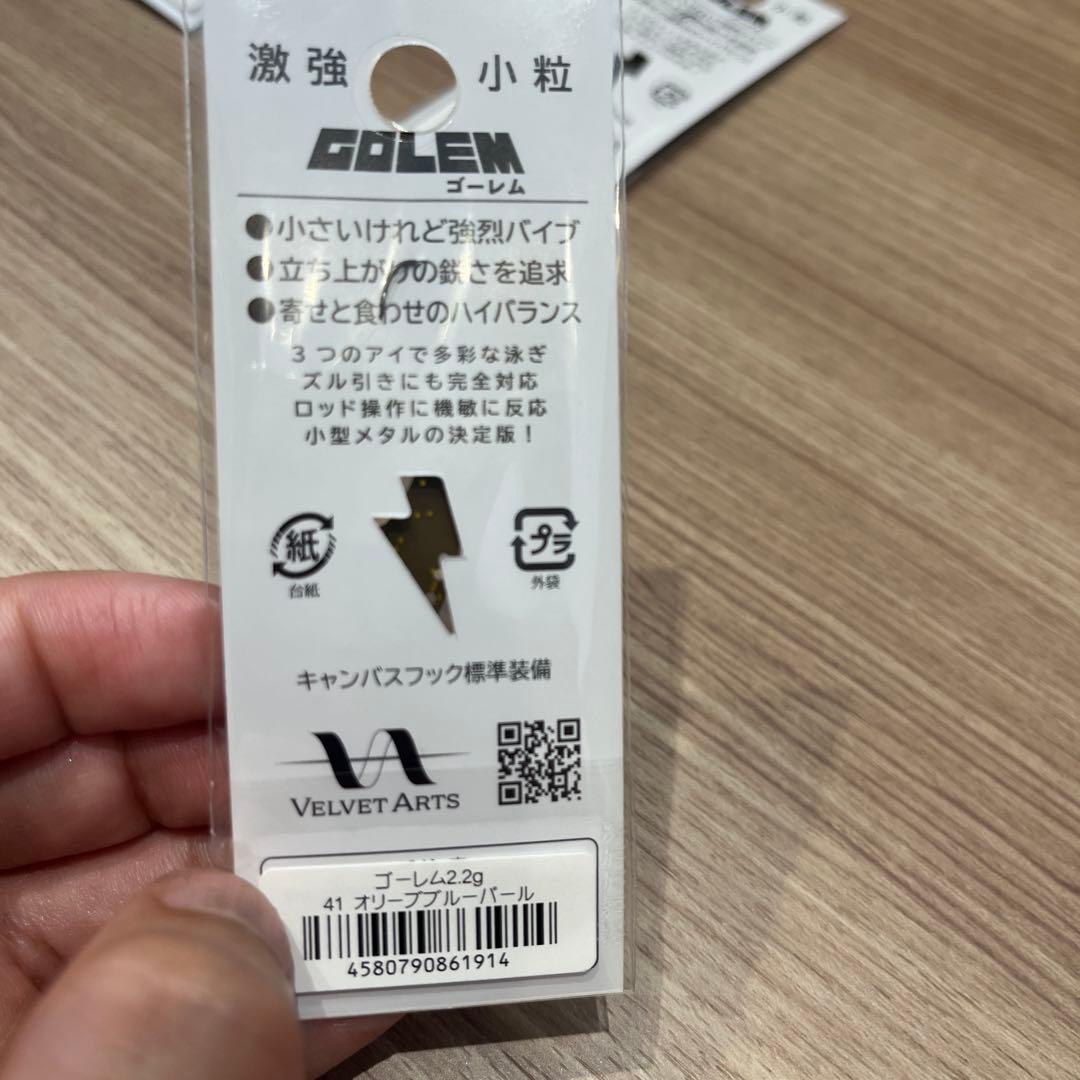 激強 小粒
GOLEM
ゴーレム
●小さいけれど強烈バイブ
●立ち上がりの鋭さを追求
●寄せと食わせのハイバランス
3つのアイで多彩な泳ぎ
ズル引きにも完全対応
ロッド操作に機敏に反応
小型メタルの決定版！
紙
台紙
プラ
外袋
キャンバスフック標準装備
VELVET ARTS
ゴーレム2.2g
41 オリーブブルーパール
4580790861914